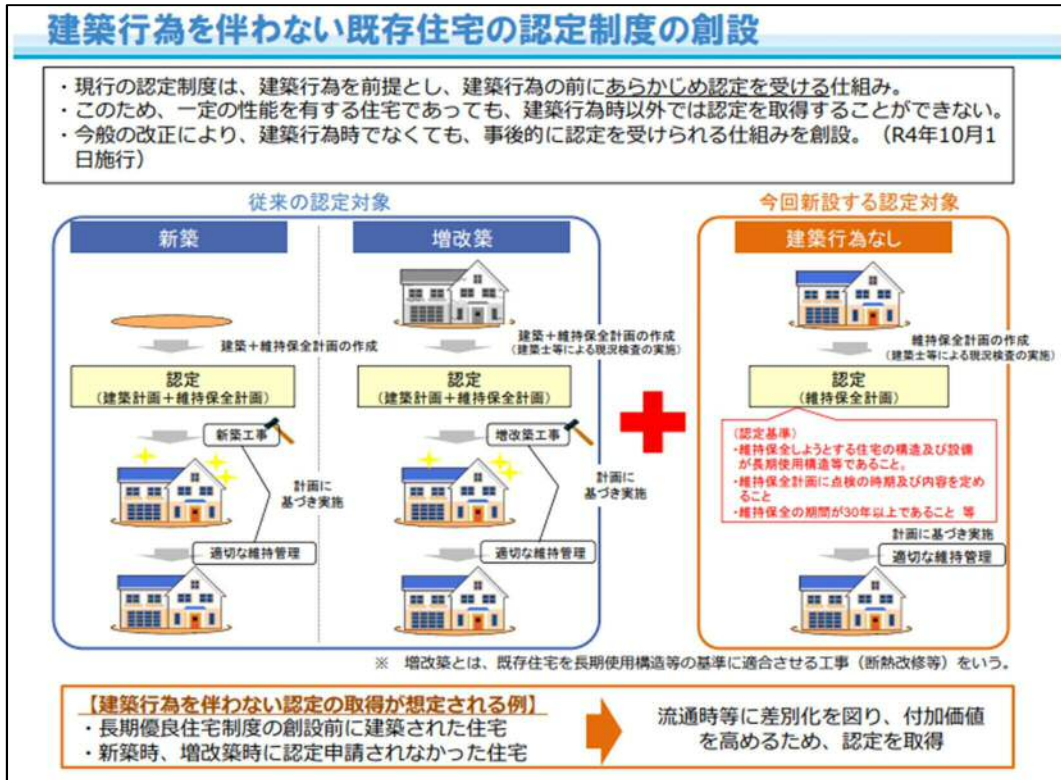 建築行為を伴わない既存住宅の認定制度の創設
・現行の認定制度は、建築行為を前提とし、建築行為の前にあらかじめ認定を受ける仕組み。
・このため、一定の性能を有する住宅であっても、建築行為時以外では認定を取得することができない。
・今般の改正により、建築行為時でなくても、事後的に認定を受けられる仕組みを創設。（R4年10月1
日施行）
従来の認定対象
新築
建築+維持保全計画の作成
認定
（建築計画+維持保全計画）
新築工事
計画に
基づき実施
適切な維持管理
増改築
建築+維持保全計画の作成
（建築士等による現況検査の実施）
認定
（建築計画+維持保全計画）
増改築工事
計画に
基づき実施
適切な維持管理
今回新設する認定対象
建築行為なし
維持保全計画の作成
（建築士等による現況検査の実施）
認定
（維持保全計画）
（認定基準）
・維持保全しようとする住宅の構造及び設備
が長期使用構造等であること。
・維持保全計画に点検の時期及び内容を定め
ること
・維持保全の期間が30年以上であること 等
計画に基づき実施
適切な維持管理
※ 増改築とは、既存住宅を長期使用構造等の基準に適合させる工事（断熱改修等）をいう。
【建築行為を伴わない認定の取得が想定される例】
・長期優良住宅制度の創設前に建築された住宅
・新築時、増改築時に認定申請されなかった住宅
流通時等に差別化を図り、付加価値
を高めるため、認定を取得